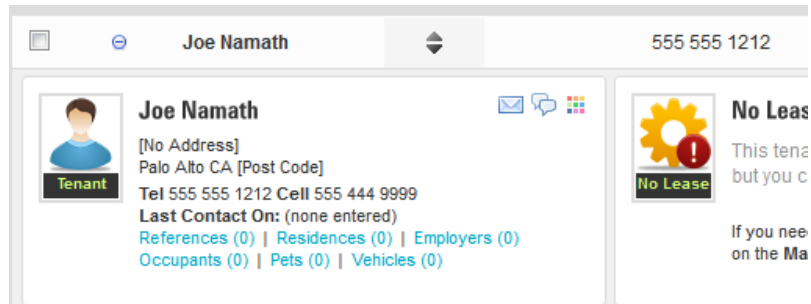 Joe Namath 555 555 1212
Joe Namath
[No Address]
Palo Alto CA [Post Code]
Tel 555 555 1212 Cell 555 444 9999
Last Contact On: (none entered)
References (0) | Residences (0) | Employers (0)
Occupants (0) | Pets (0) | Vehicles (0)
Tenant
No Leas
This tena
but you c
No Lease
If you nee
on the Ma